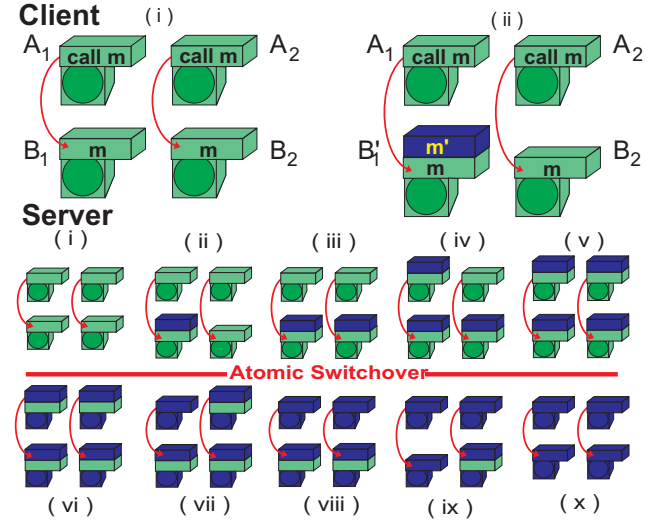 Client
( i )
( ii )
A1
call m
call m
A2
A1
call m
call m
A2
B1
m
m
B2
B'1
m'
m
m
B2
Server
( i )
( ii )
( iii )
( iv )
( v )
Atomic Switchover
( vi )
( vii )
( viii )
( ix )
( x )